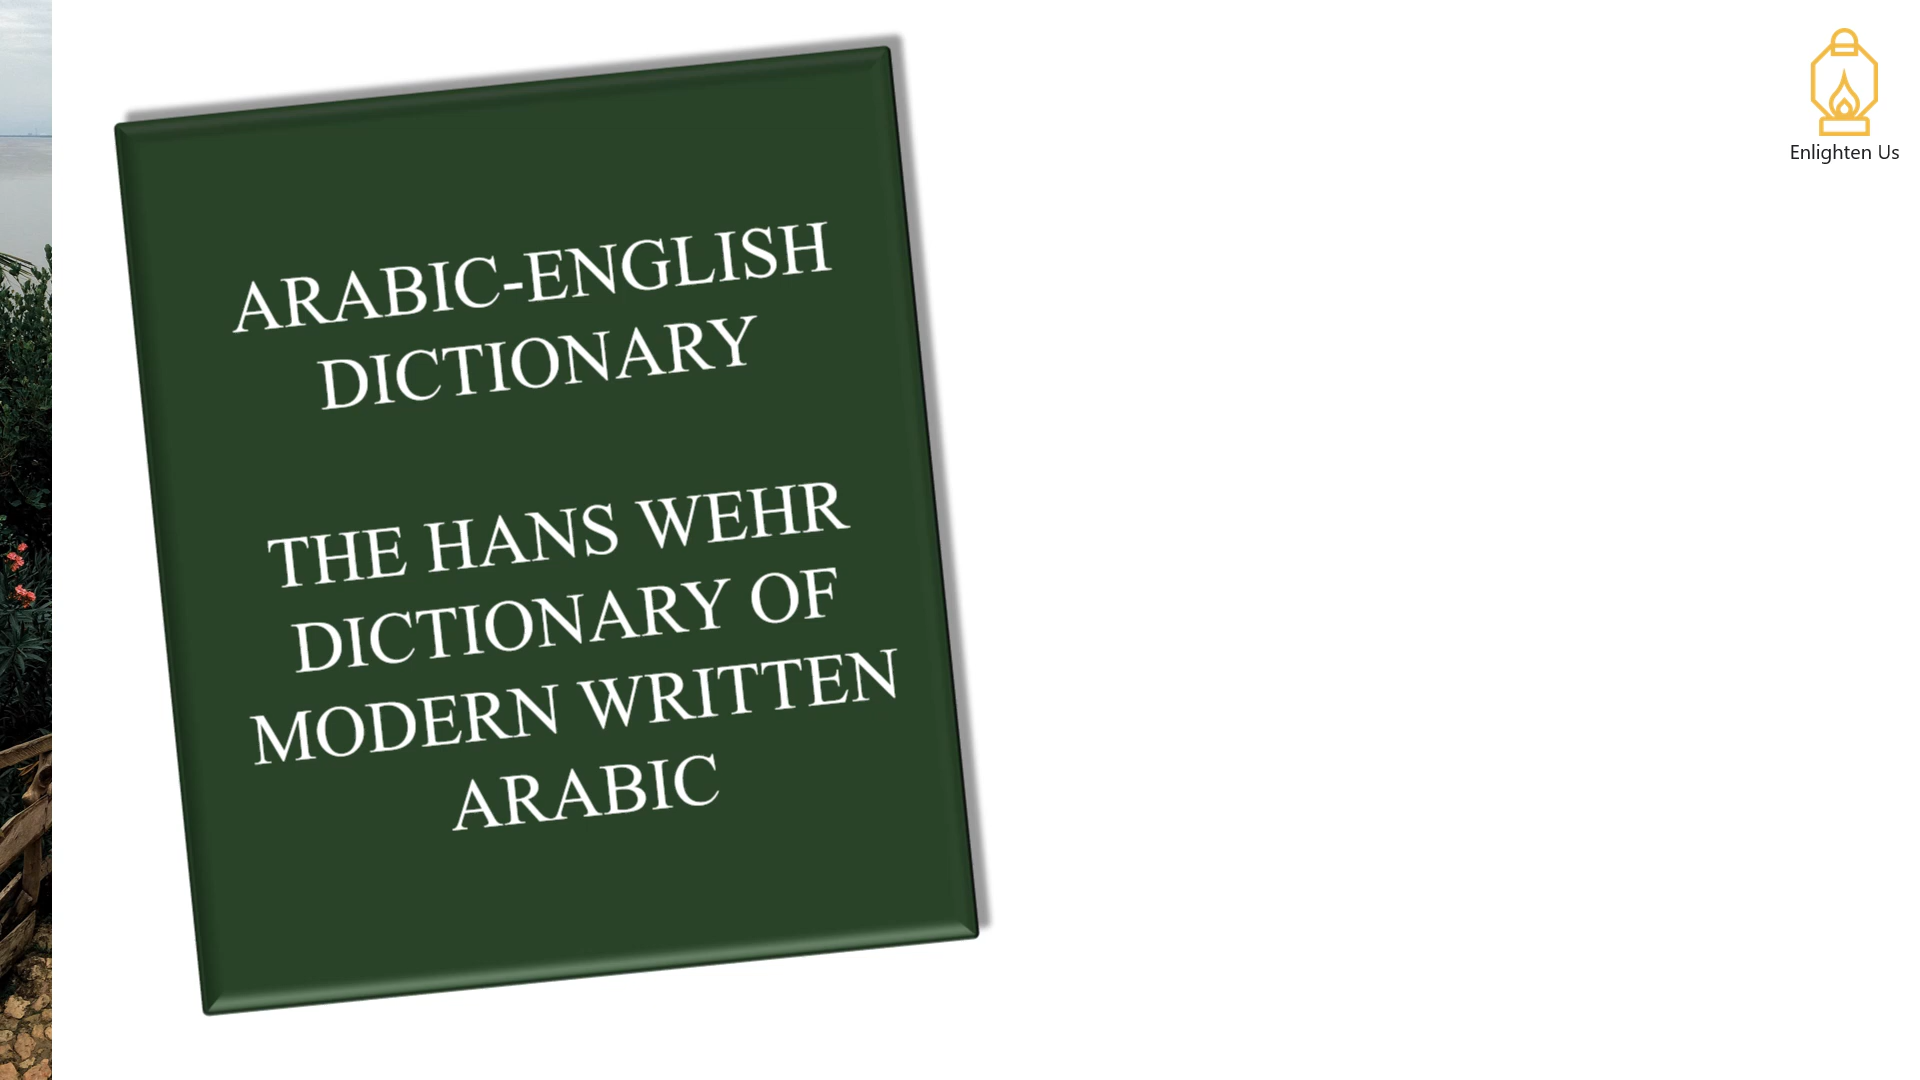 ARABIC-ENGLISH
DICTIONARY
THE HANS WEHR
DICTIONARY OF
MODERN WRITTEN
ARABIC
Enlighten Us